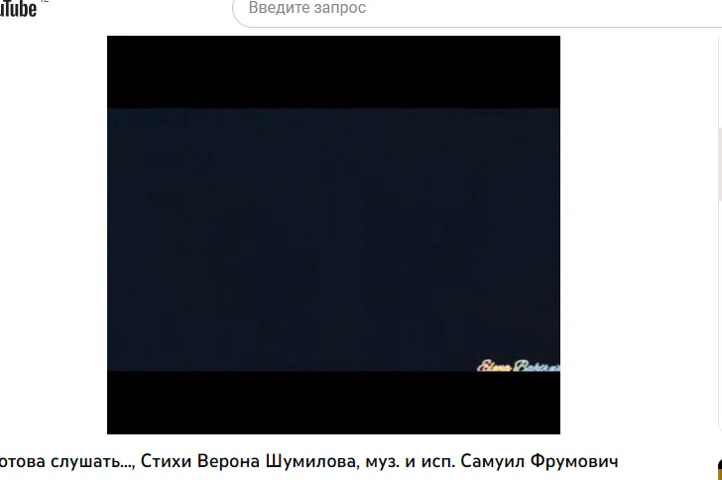 uTube
Введите запрос
отова слушать..., Стихи Верона Шумилова, муз. и исп. Самуил Фрумович